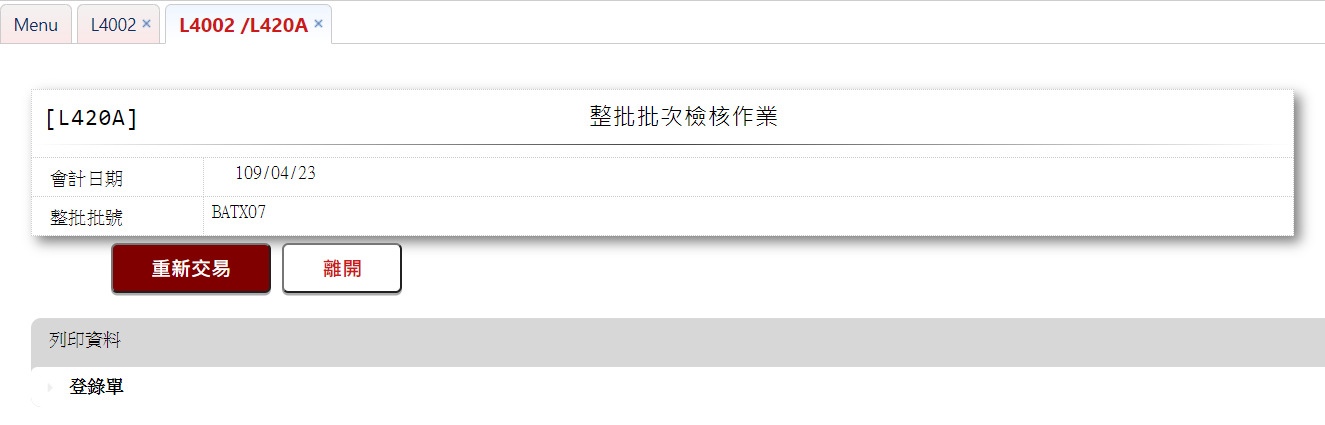 Menu L4002 × L4002 /L420A ×
[L420A] 整批批次檢核作業
會計日期 109/04/23
整批批號 BATX07
重新交易 離開
列印資料
登錄單